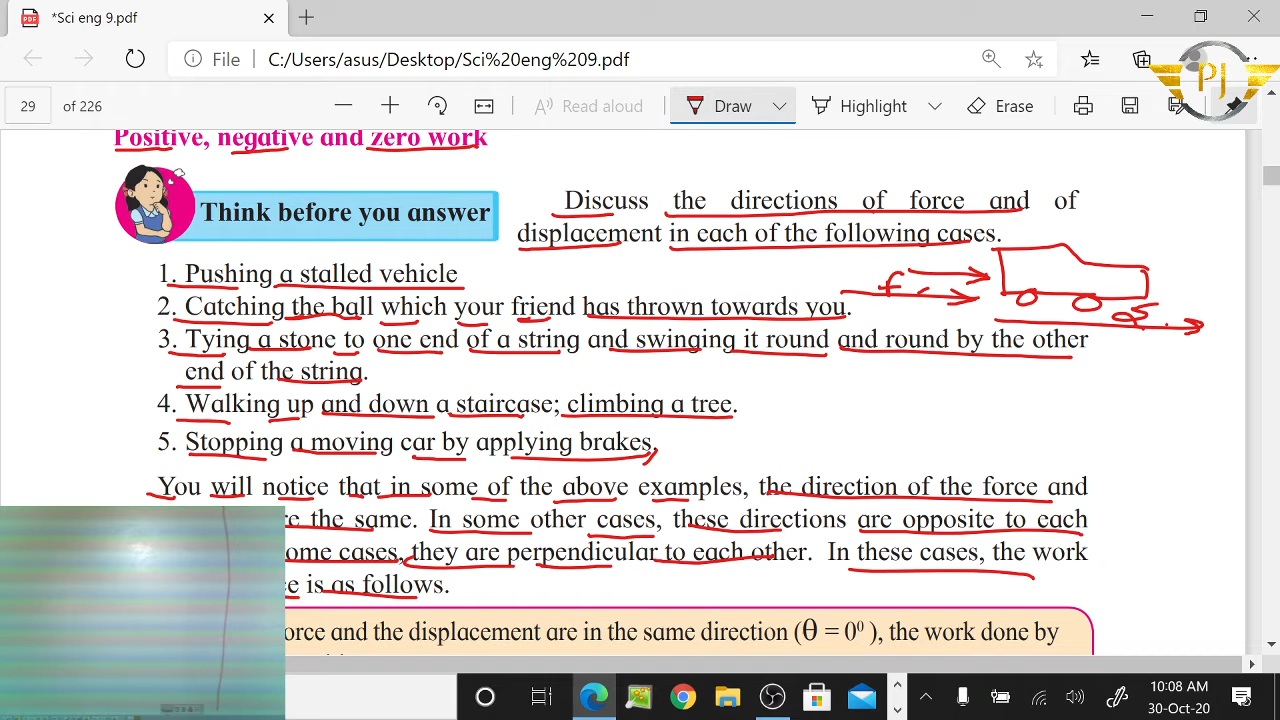 *Sci eng 9.pdf
File C:/Users/asus/Desktop/Sci%20eng%209.pdf
PJ
29 of 226 Read aloud Draw Highlight Erase
Positive, negative and zero work
Think before you answer
Discuss the directions of force and of
displacement in each of the following cases.
1. Pushing a stalled vehicle
2. Catching the ball which your friend has thrown towards you.
3. Tying a stone to one end of a string and swinging it round and round by the other
end of the string.
4. Walking up and down a staircase; climbing a tree.
5. Stopping a moving car by applying brakes.
You will notice that in some of the above examples, the direction of the force and
the same. In some other cases, these directions are opposite to each
ome cases, they are perpendicular to each other. In these cases, the work
is as follows.
orce and the displacement are in the same direction (θ = 0⁰ ), the work done by
10:08 AM
30-Oct-20